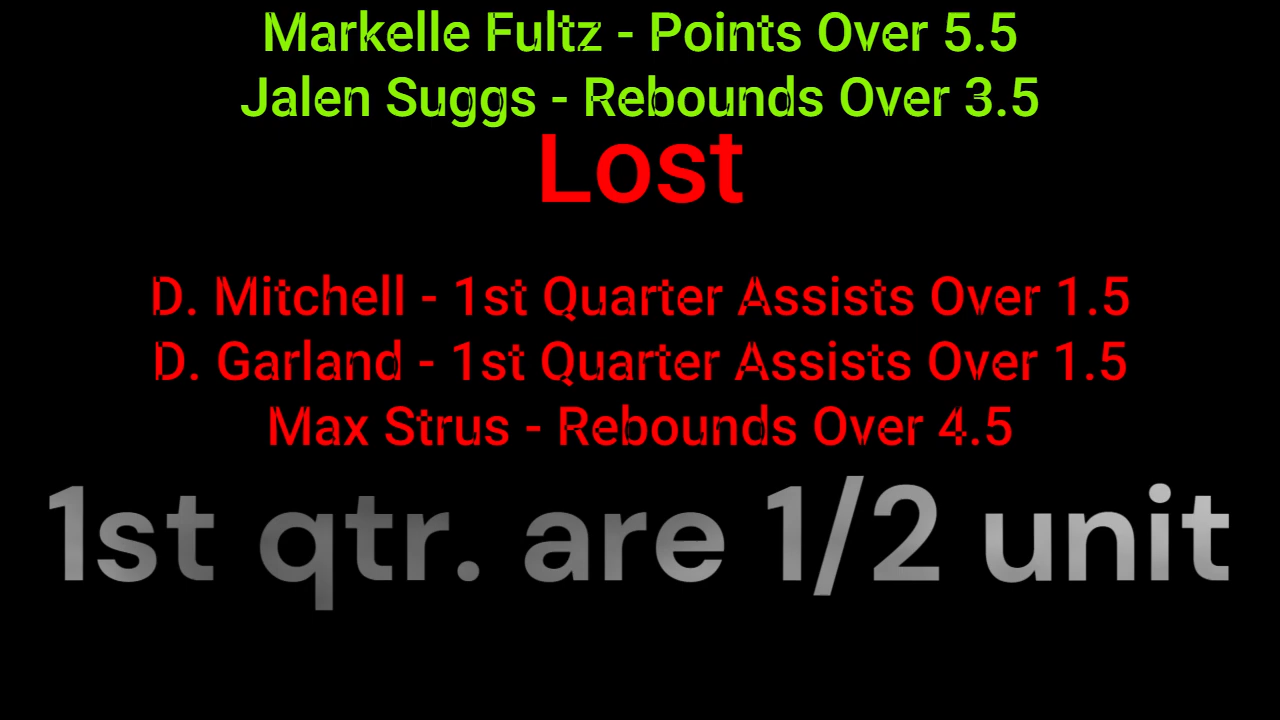 Markelle Fultz - Points Over 5.5
Jalen Suggs - Rebounds Over 3.5
Lost
D. Mitchell - 1st Quarter Assists Over 1.5
D. Garland - 1st Quarter Assists Over 1.5
Max Strus - Rebounds Over 4.5
1st qtr. are 1/2 unit